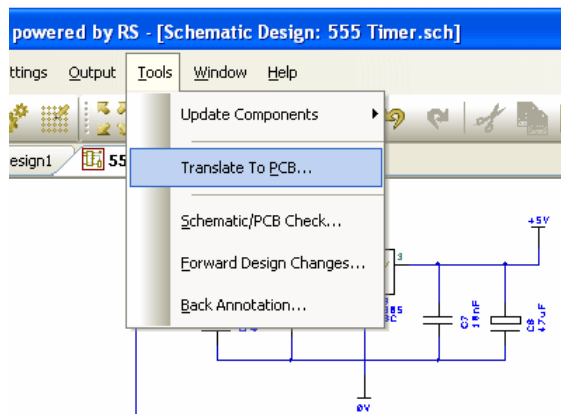 powered by RS - [Schematic Design: 555 Timer.sch]
ttings Output Tools Window Help
Update Components
esign1 55
Translate To PCB...
Schematic/PCB Check...
Forward Design Changes...
Back Annotation...
+5V
3
C7
C8
47uF
0V